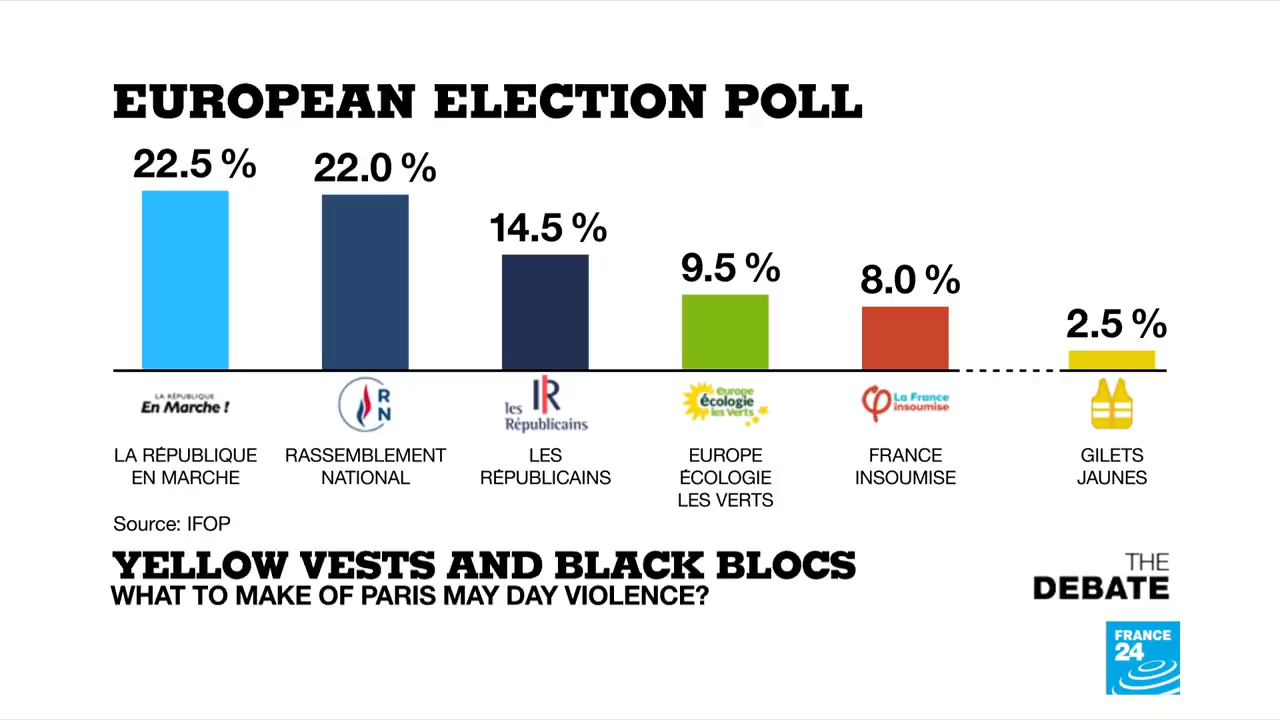 EUROPEAN ELECTION POLL
22.5 %
22.0 %
14.5 %
9.5 %
8.0 %
2.5 %
LA RÉPUBLIQUE
En Marche !
R
N
lR
les
Républicains
europe
écologie
les verts
La France
insoumise
LA RÉPUBLIQUE
EN MARCHE
RASSEMBLEMENT
NATIONAL
LES
RÉPUBLICAINS
EUROPE
ÉCOLOGIE
LES VERTS
FRANCE
INSOUMISE
GILETS
JAUNES
Source: IFOP
YELLOW VESTS AND BLACK BLOCS
WHAT TO MAKE OF PARIS MAY DAY VIOLENCE?
THE
DEBATE
FRANCE
24